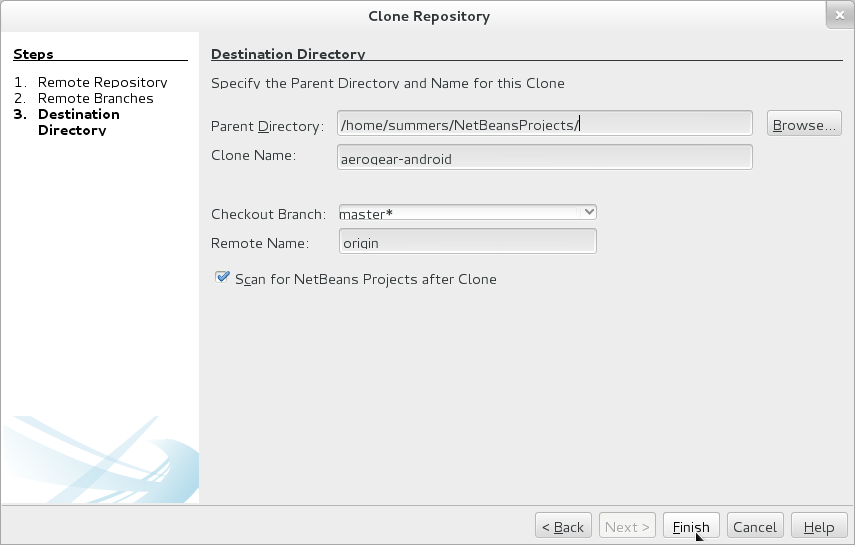 Clone Repository
Steps
1. Remote Repository
2. Remote Branches
3. Destination
Directory
Destination Directory
Specify the Parent Directory and Name for this Clone
Parent Directory: /home/summers/NetBeansProjects/ Browse...
Clone Name: aerogear-android
Checkout Branch: master*
Remote Name: origin
Scan for NetBeans Projects after Clone
< Back Next > Finish Cancel Help